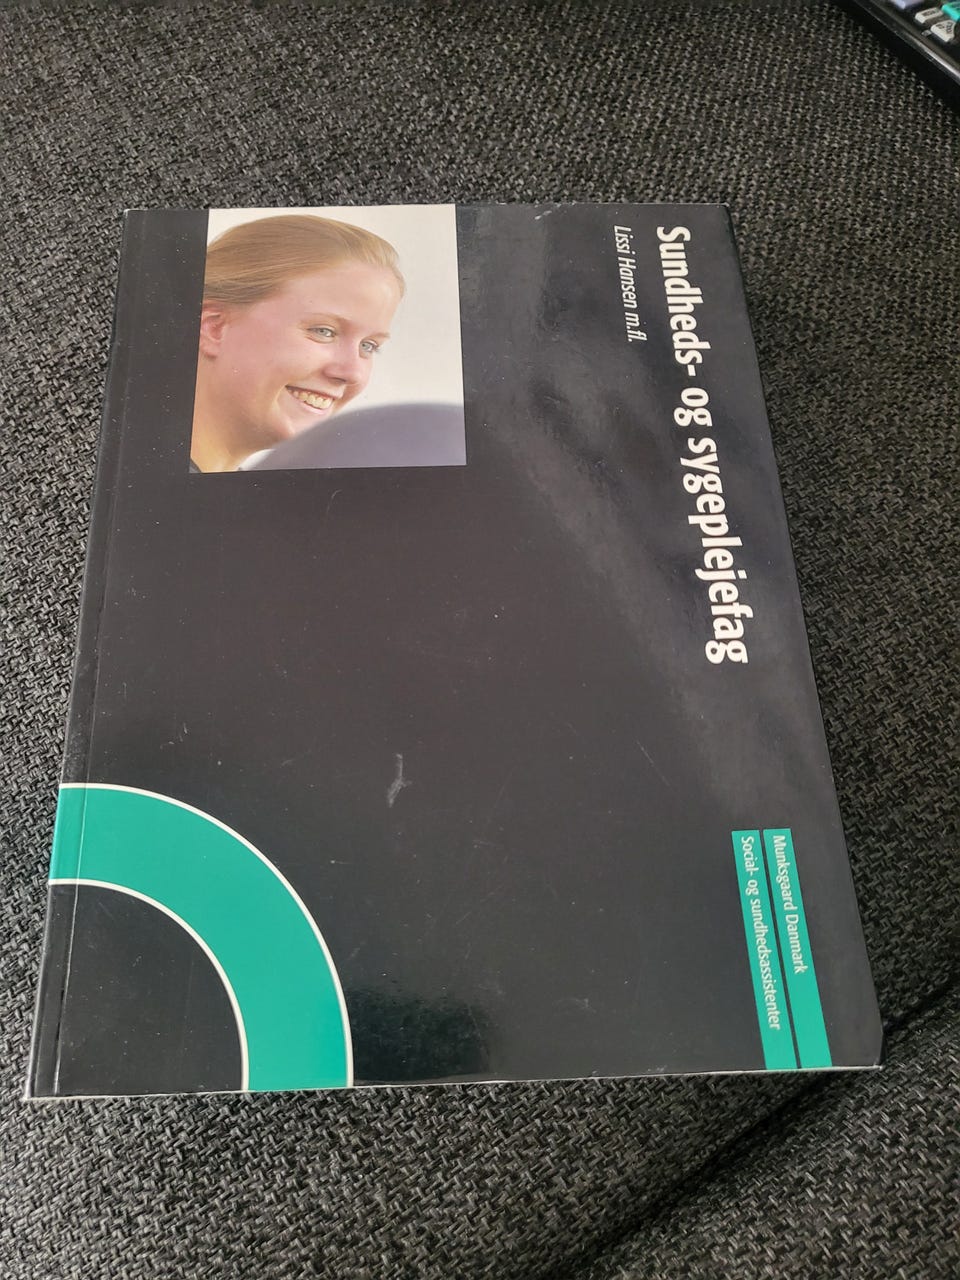 Sundheds- og sygeplejefag
Lissi Hansen m.fl.
Munksgaard Danmark
Social- og sundhedsassistenter